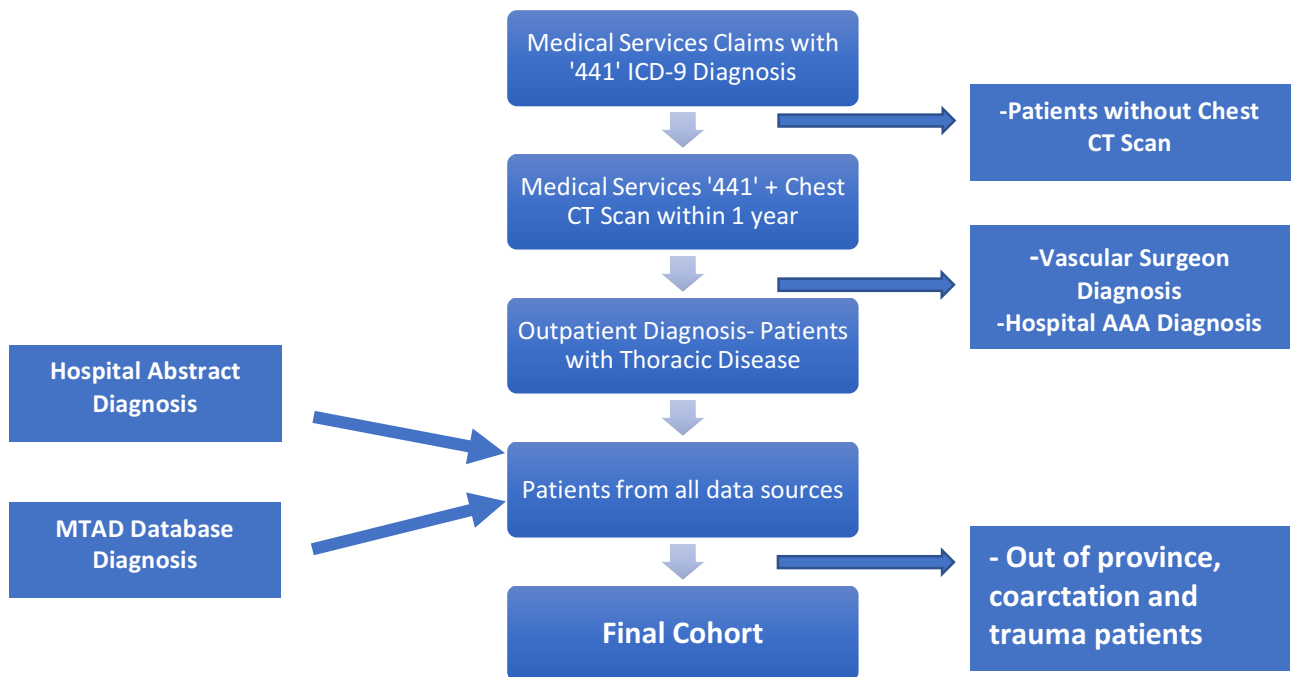 Medical Services Claims with
'441' ICD-9 Diagnosis
-Patients without Chest
CT Scan
Medical Services '441' + Chest
CT Scan within 1 year
-Vascular Surgeon
Diagnosis
-Hospital AAA Diagnosis
Outpatient Diagnosis- Patients
with Thoracic Disease
Hospital Abstract
Diagnosis
Patients from all data sources
MTAD Database
Diagnosis
- Out of province,
coarctation and
trauma patients
Final Cohort